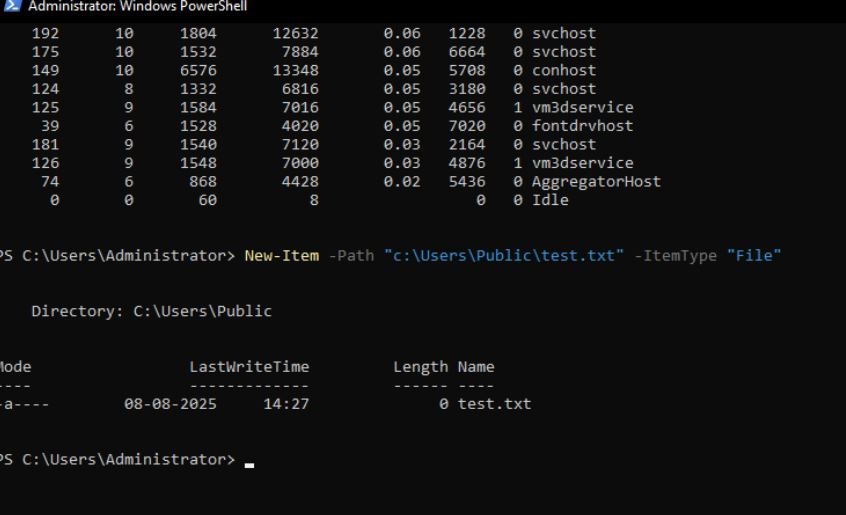 Administrator: Windows PowerShell
192 10 1804 12632 0.06 1228 0 svchost
175 10 1532 7884 0.06 6664 0 svchost
149 10 6576 13348 0.05 5708 0 conhost
124 8 1332 6816 0.05 3180 0 svchost
125 9 1584 7016 0.05 4656 1 vm3dservice
39 6 1528 4020 0.05 7020 0 fontdrvhost
181 9 1540 7120 0.03 2164 0 svchost
126 9 1548 7000 0.03 4876 1 vm3dservice
74 6 868 4428 0.02 5436 0 AggregatorHost
0 0 60 8 0 0 Idle
PS C:\Users\Administrator> New-Item -Path "c:\Users\Public\test.txt" -ItemType "File"
Directory: C:\Users\Public
Mode LastWriteTime Length Name
---- ------------- ------ ----
-a---- 08-08-2025 14:27 0 test.txt
PS C:\Users\Administrator>